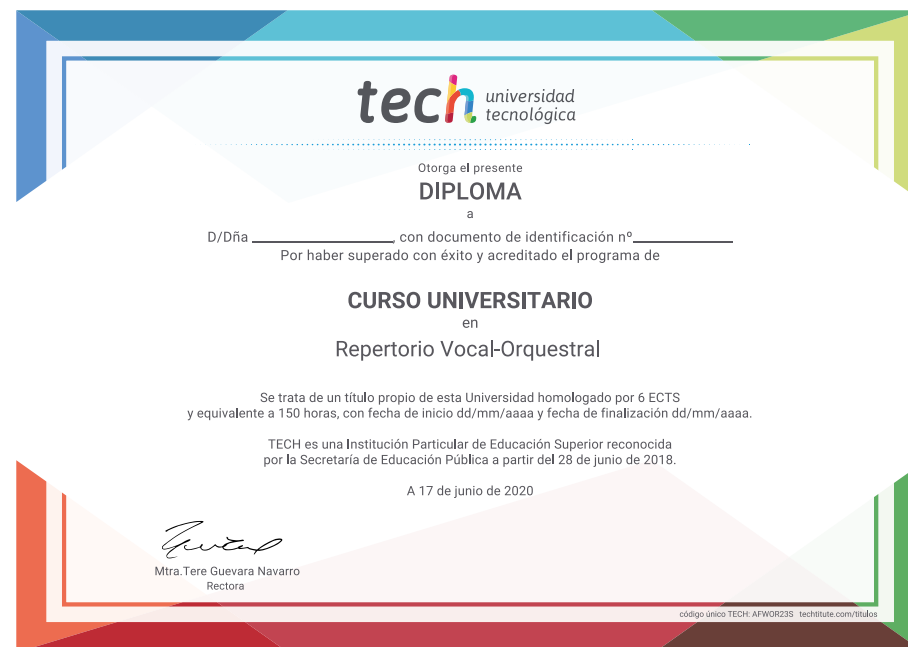 tech universidad
tecnológica
Otorga el presente
DIPLOMA
a
D/Dña ____________________, con documento de identificación nº______________
Por haber superado con éxito y acreditado el programa de
CURSO UNIVERSITARIO
en
Repertorio Vocal-Orquestral
Se trata de un título propio de esta Universidad homologado por 6 ECTS
y equivalente a 150 horas, con fecha de inicio dd/mm/aaaa y fecha de finalización dd/mm/aaaa.
TECH es una Institución Particular de Educación Superior reconocida
por la Secretaría de Educación Pública a partir del 28 de junio de 2018.
A 17 de junio de 2020
Mtra.Tere Guevara Navarro
Rectora
código único TECH: AFWOR23S techtitute.com/titulos